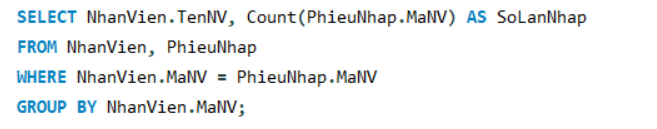 SELECT NhanVien.TenNV, Count(PhieuNhap.MaNV) AS SoLanNhap
FROM NhanVien, PhieuNhap
WHERE NhanVien.MaNV = PhieuNhap.MaNV
GROUP BY NhanVien.MaNV;